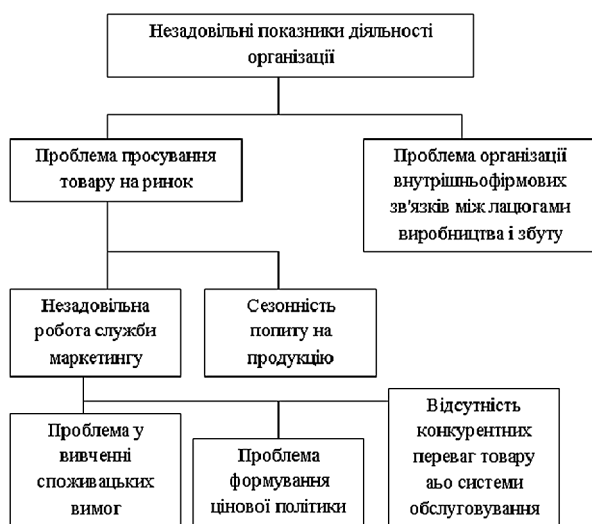 Незадовільні показники діяльності
організації
Проблема просування
товару на ринок
Проблема організації
внутрішньофірмових
зв'язків між лацюгами
виробництва і збуту
Незадовільна
робота служби
маркетингу
Сезонність
попиту на
продукцію
Проблема у
вивченні
споживацьких
вимог
Проблема
формування
цінової політики
Відсутність
конкурентних
переваг товару
аьо системи
обслуговування